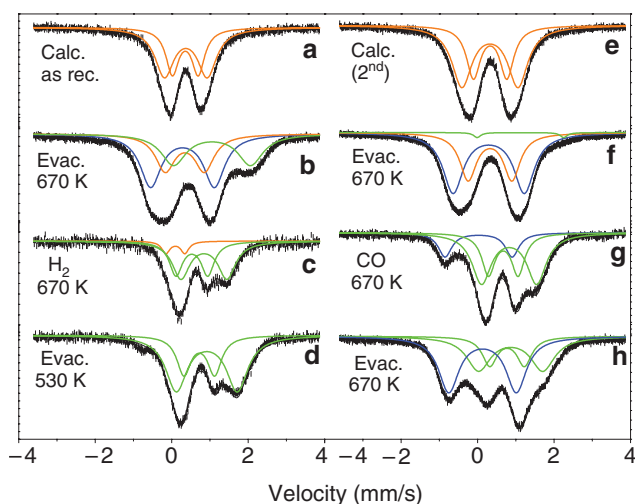 Calc.
as rec.
a
Evac.
670 K
b
H₂
670 K
c
Evac.
530 K
d
Calc.
(2nd)
e
Evac.
670 K
f
CO
670 K
g
Evac.
670 K
h
−4 −2 0 2 4 −2 0 2 4
Velocity (mm/s)